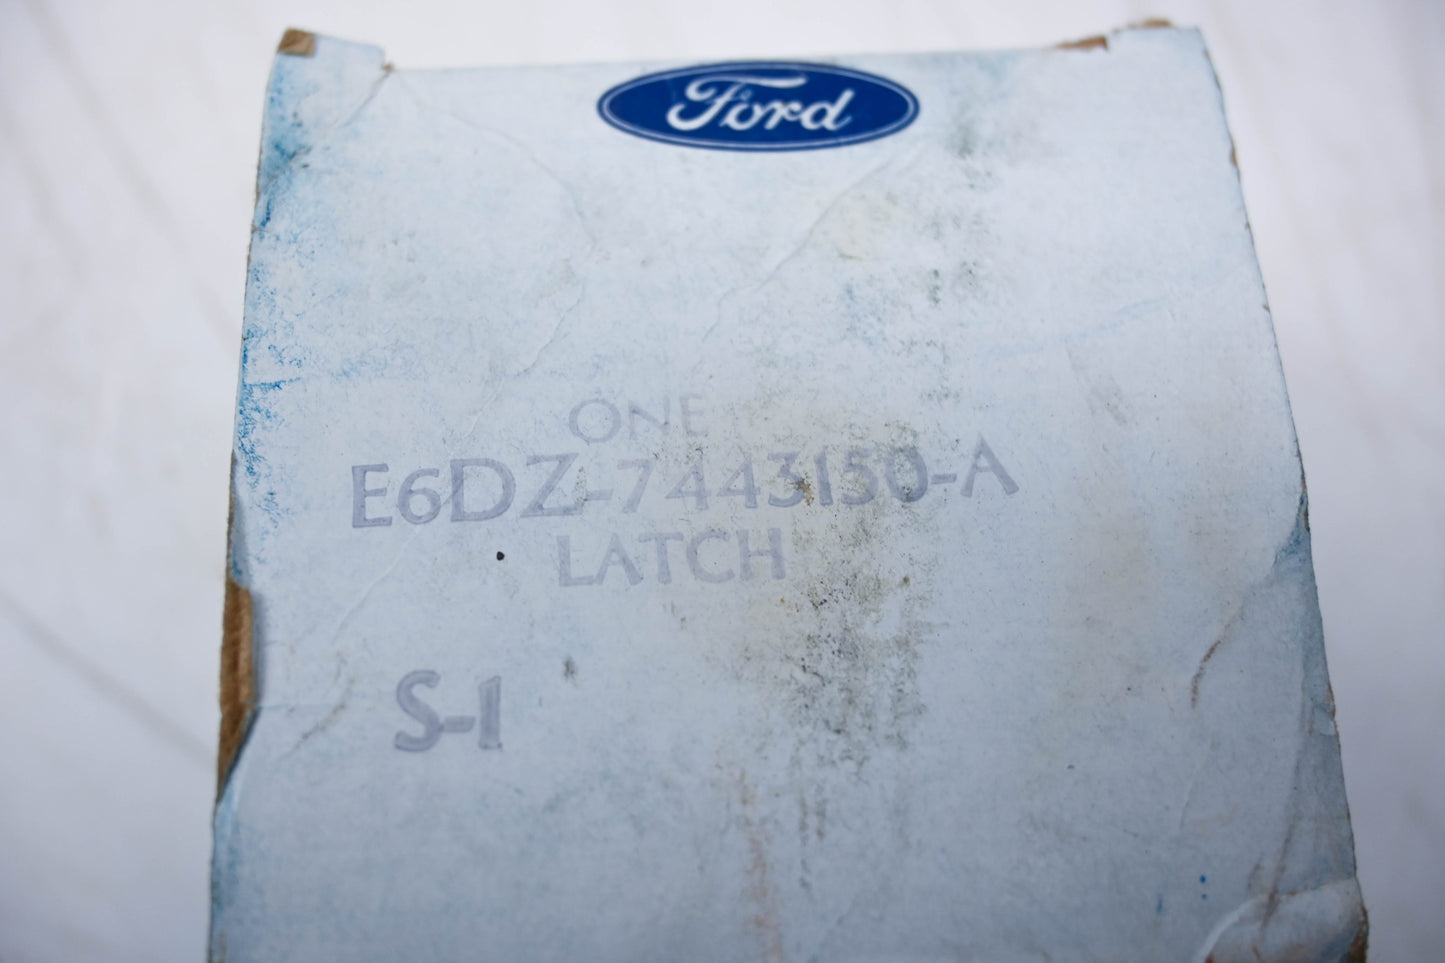 Ford
ONE
E6DZ-7443150-A
LATCH
S-1